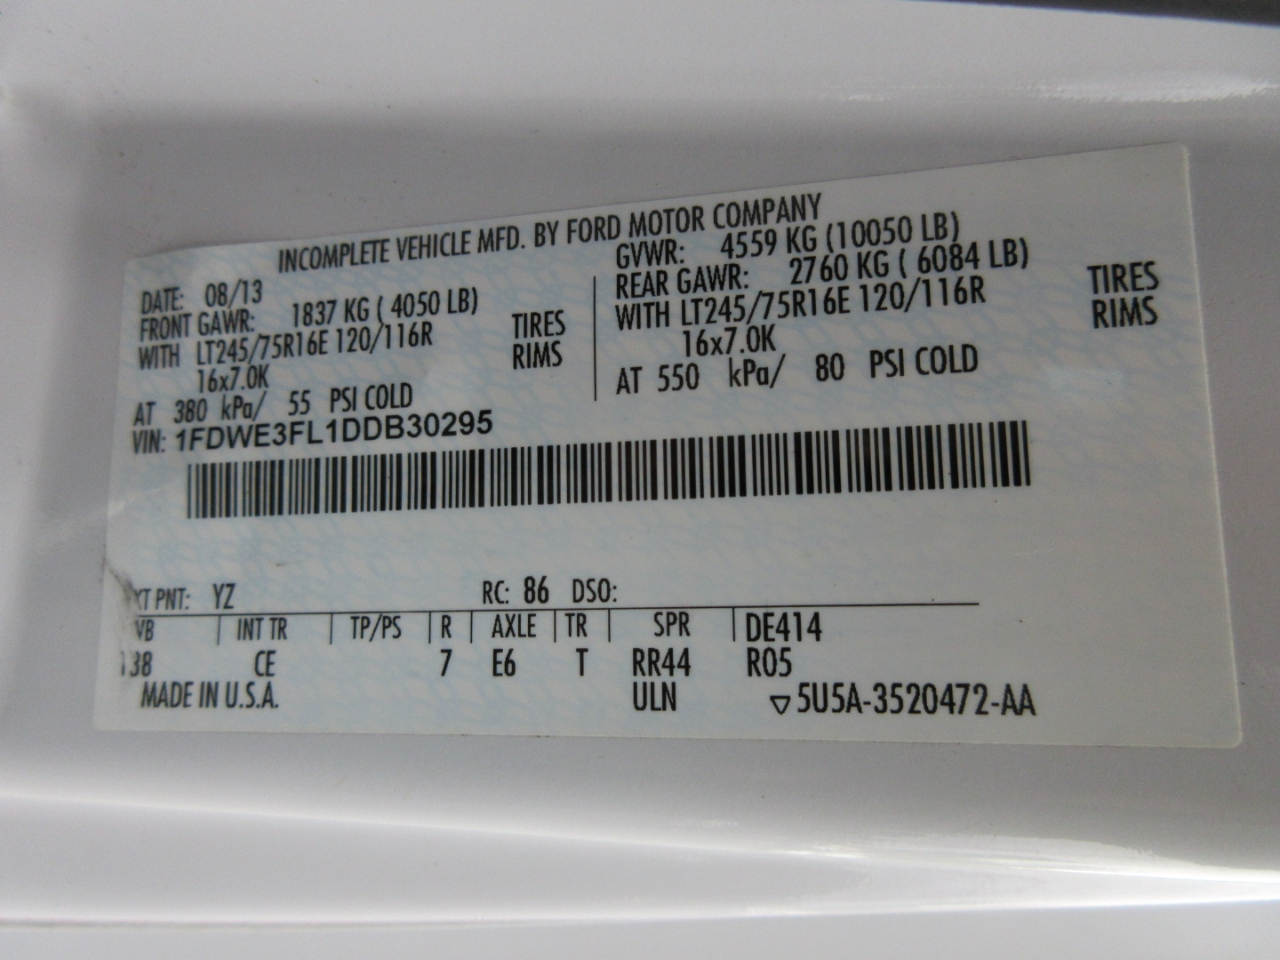 INCOMPLETE VEHICLE MFD. BY FORD MOTOR COMPANY
DATE: 08/13
FRONT GAWR: 1837 KG ( 4050 LB)
WITH LT245/75R16E 120/116R TIRES
16x7.0K RIMS
AT 380 kPa/ 55 PSI COLD
GVWR: 4559 KG (10050 LB)
REAR GAWR: 2760 KG ( 6084 LB)
WITH LT245/75R16E 120/116R TIRES
16x7.0K RIMS
AT 550 kPa/ 80 PSI COLD
VIN: 1FDWE3FL1DDB30295
XT PNT: YZ RC: 86 DSO:
WB INT TR TP/PS R AXLE TR SPR DE414
138 CE 7 E6 T RR44 R05
MADE IN U.S.A. ULN ▽5U5A-3520472-AA